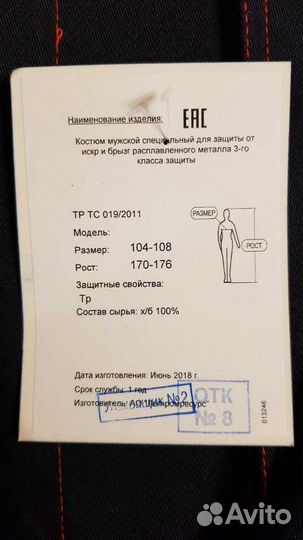 Наименование изделия: EAC
Костюм мужской специальный для защиты от
искр и брызг расплавленного металла 3-го
класса защиты
ТР ТС 019/2011
Модель:
Размер: 104-108
Рост: 170-176
Защитные свойства:
Тр
Состав сырья: х/б 100%
РАЗМЕР
РОСТ
Дата изготовления: Июнь 2018 г.
Срок службы: 1 год
Изготовитель: АО
Упаковщик №2
ОТК
№ 8
013246
Avito